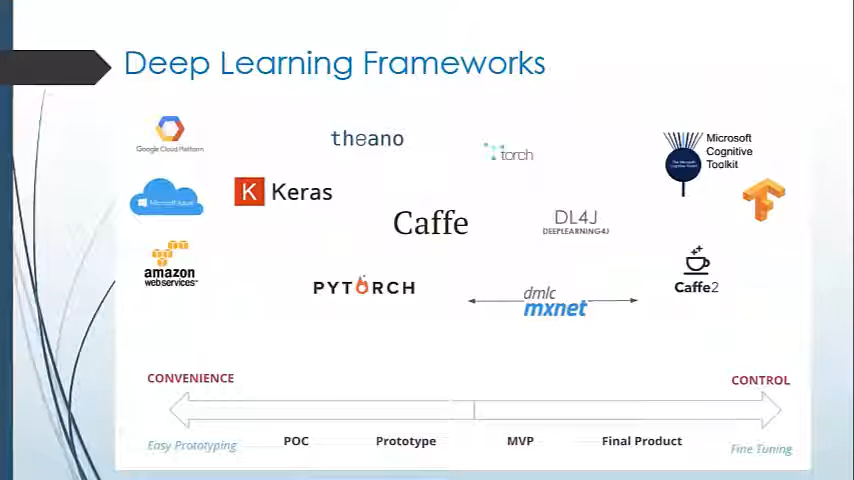 Deep Learning Frameworks
Google Cloud Platform
theano
torch
Microsoft
Cognitive
Toolkit
Microsoft Azure
K Keras
Caffe
DL4J
DEEPLEARNING4J
amazon
webservices™
PYTORCH
dmlc
mxnet
Caffe2
CONVENIENCE
CONTROL
Easy Prototyping
POC
Prototype
MVP
Final Product
Fine Tuning